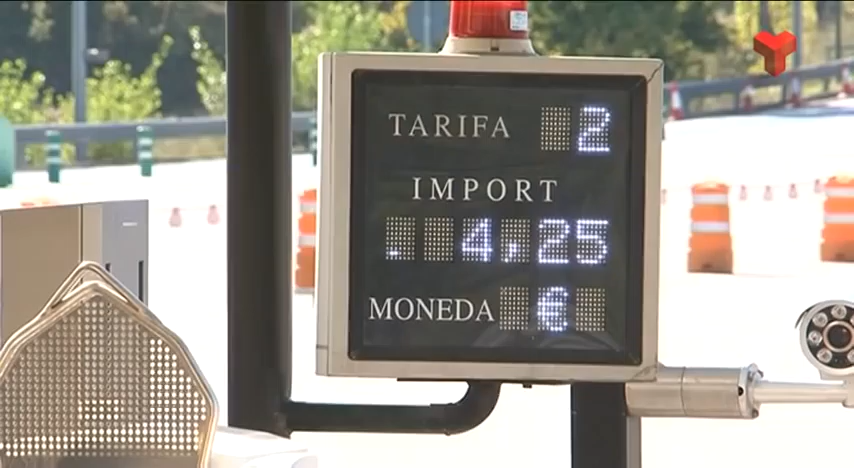 TARIFA 2
IMPORT
. 4,25
MONEDA €